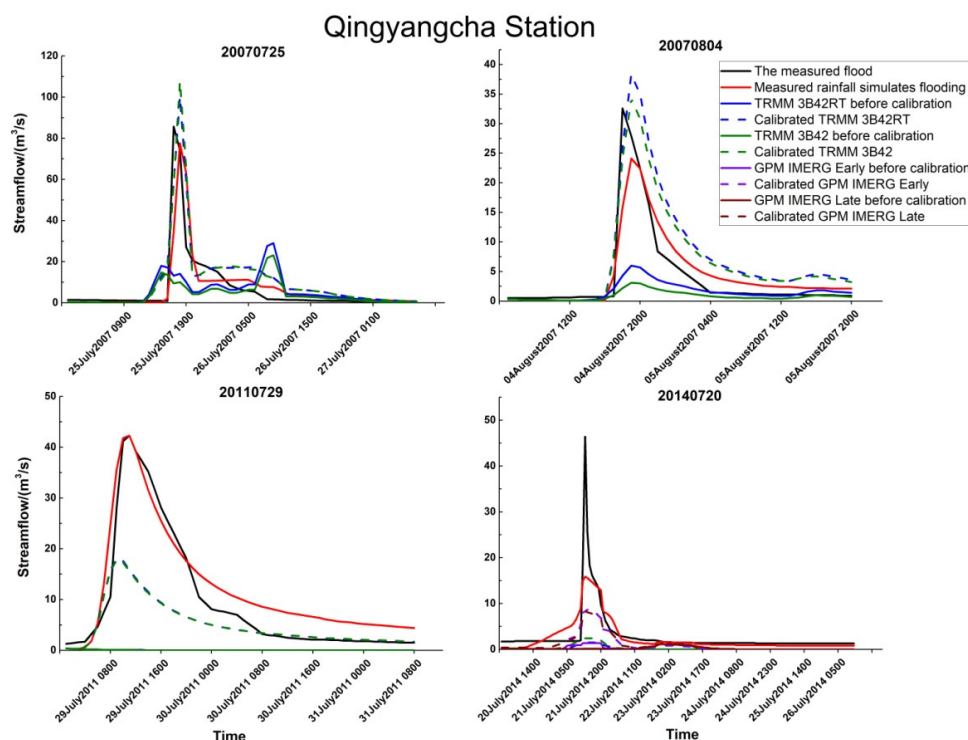 Qingyangcha Station
20070725
Streamflow/(m³/s)
120
100
80
60
40
20
0
25July2007 0900
25July2007 1900
26July2007 0500
26July2007 1500
27July2007 0100
20070804
40
35
30
25
20
15
10
5
0
04August2007 1200
04August2007 2000
05August2007 0400
05August2007 1200
05August2007 2000
The measured flood
Measured rainfall simulates flooding
TRMM 3B42RT before calibration
Calibrated TRMM 3B42RT
TRMM 3B42 before calibration
Calibrated TRMM 3B42
GPM IMERG Early before calibration
Calibrated GPM IMERG Early
GPM IMERG Late before calibration
Calibrated GPM IMERG Late
20110729
Streamflow/(m³/s)
50
40
30
20
10
0
29July2011 0800
29July2011 1600
30July2011 0000
30July2011 0800
30July2011 1600
31July2011 0000
31July2011 0800
Time
20140720
50
40
30
20
10
0
20July2014 1400
21July2014 0500
21July2014 2000
22July2014 1100
23July2014 0200
23July2014 1700
24July2014 0800
24July2014 2300
25July2014 1400
26July2014 0500
Time